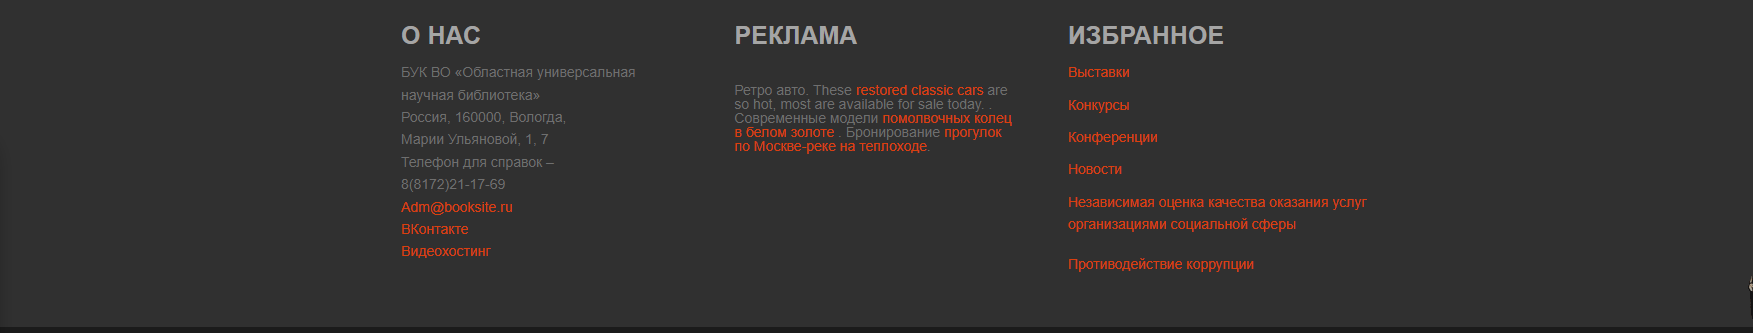 О НАС
БУК ВО «Областная универсальная
научная библиотека»
Россия, 160000, Вологда,
Марии Ульяновой, 1, 7
Телефон для справок –
8(8172)21-17-69
Adm@booksite.ru
ВКонтакте
Видеохостинг
РЕКЛАМА
Ретро авто. These restored classic cars are
so hot, most are available for sale today. .
Современные модели помолвочных колец
в белом золоте . Бронирование прогулок
по Москве-реке на теплоходе.
ИЗБРАННОЕ
Выставки
Конкурсы
Конференции
Новости
Независимая оценка качества оказания услуг
организациями социальной сферы
Противодействие коррупции